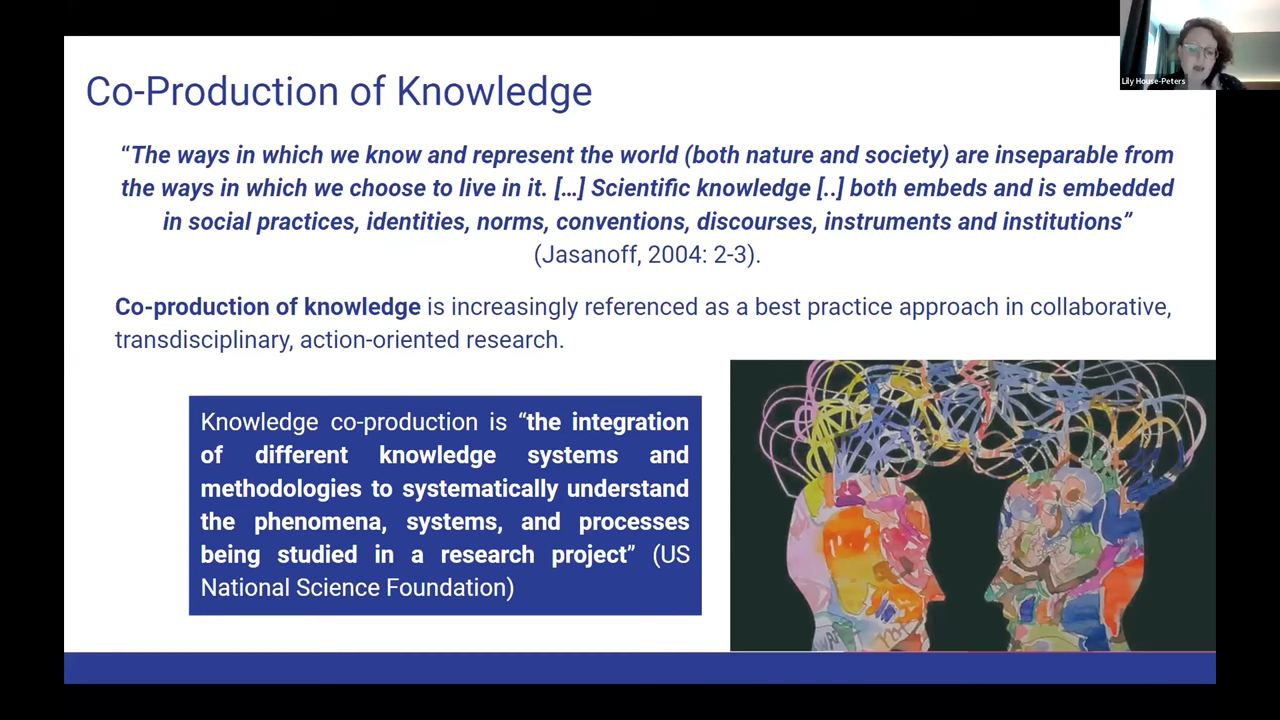 Lily House-Peters
Co-Production of Knowledge
“The ways in which we know and represent the world (both nature and society) are inseparable from
the ways in which we choose to live in it. […] Scientific knowledge [..] both embeds and is embedded
in social practices, identities, norms, conventions, discourses, instruments and institutions”
(Jasanoff, 2004: 2-3).
Co-production of knowledge is increasingly referenced as a best practice approach in collaborative,
transdisciplinary, action-oriented research.
Knowledge co-production is “the integration
of different knowledge systems and
methodologies to systematically understand
the phenomena, systems, and processes
being studied in a research project” (US
National Science Foundation)